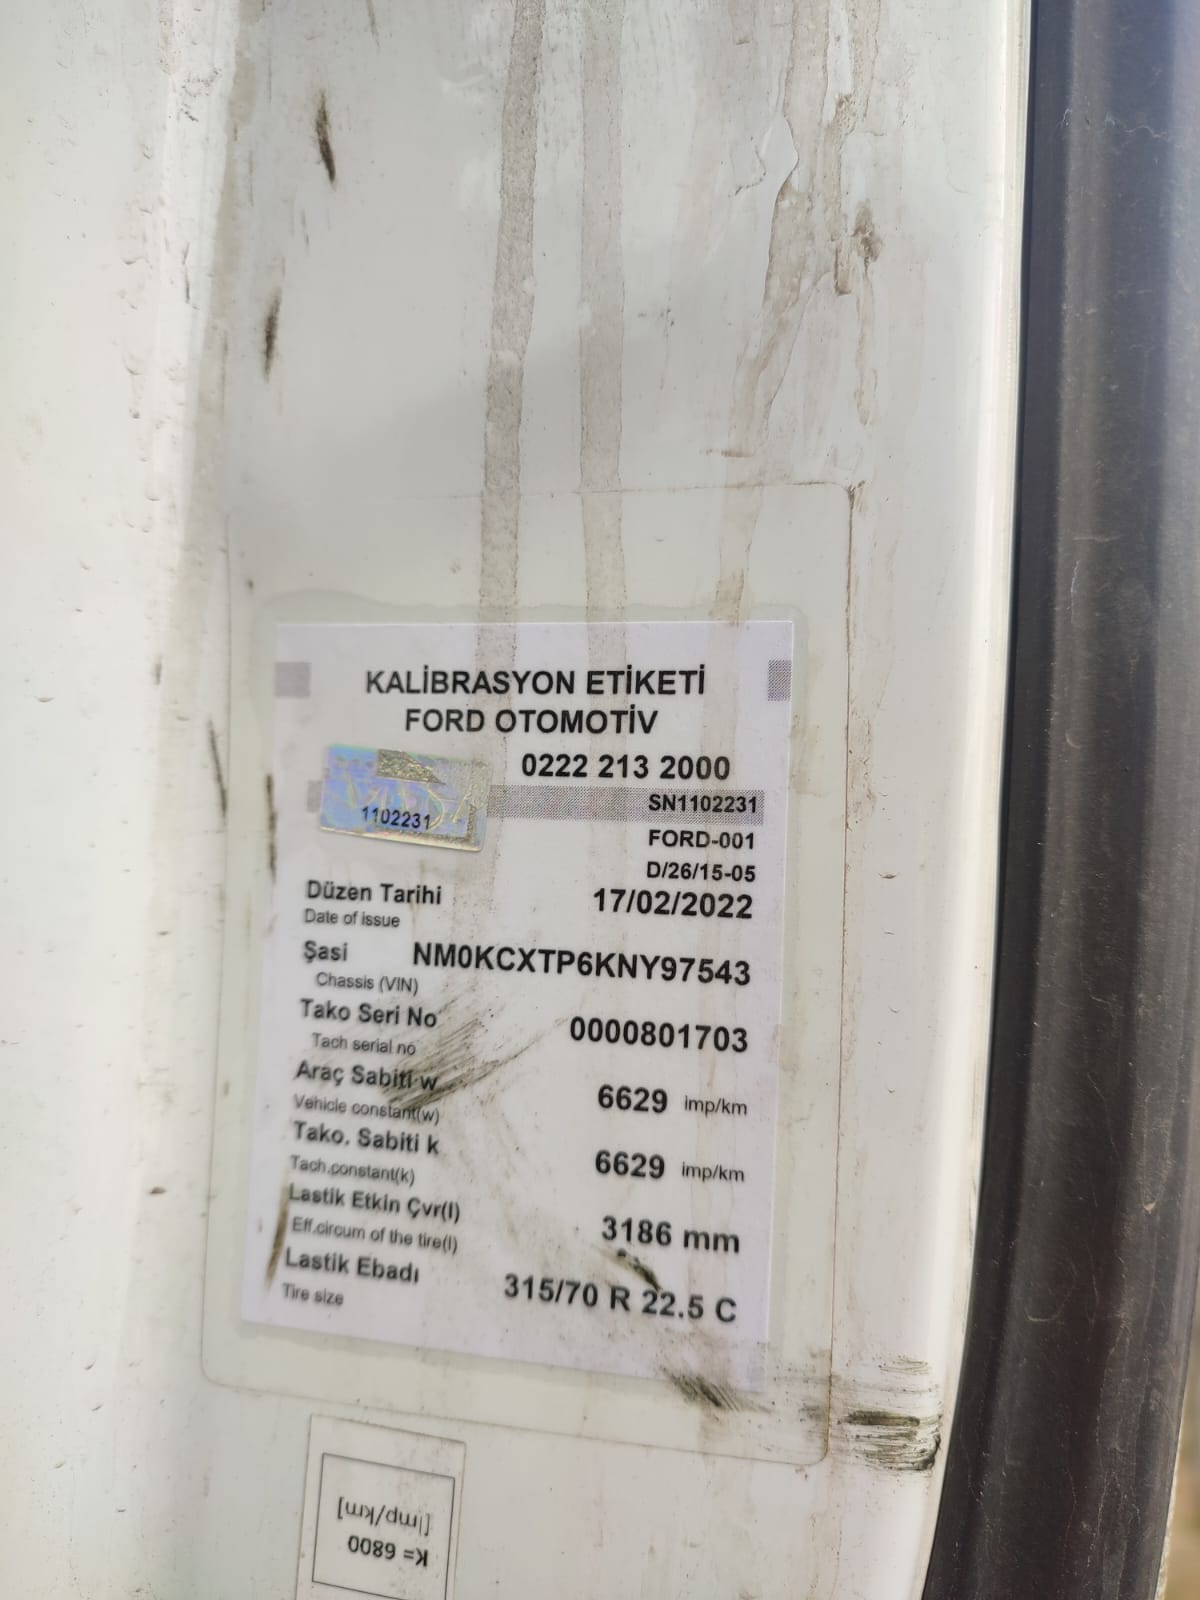 KALİBRASYON ETİKETİ
FORD OTOMOTİV
0222 213 2000
1102231
SN1102231
FORD-001
D/26/15-05
Düzen Tarihi 17/02/2022
Date of issue
Şasi NM0KCXTP6KNY97543
Chassis (VIN)
Tako Seri No 0000801703
Tach serial no
Araç Sabiti w 6629 imp/km
Vehicle constant(w)
Tako. Sabiti k 6629 imp/km
Tach.constant(k)
Lastik Etkin Çvr(l) 3186 mm
Eff.circum of the tire(l)
Lastik Ebadı 315/70 R 22.5 C
Tire size
K= 6800
[Imp/km]